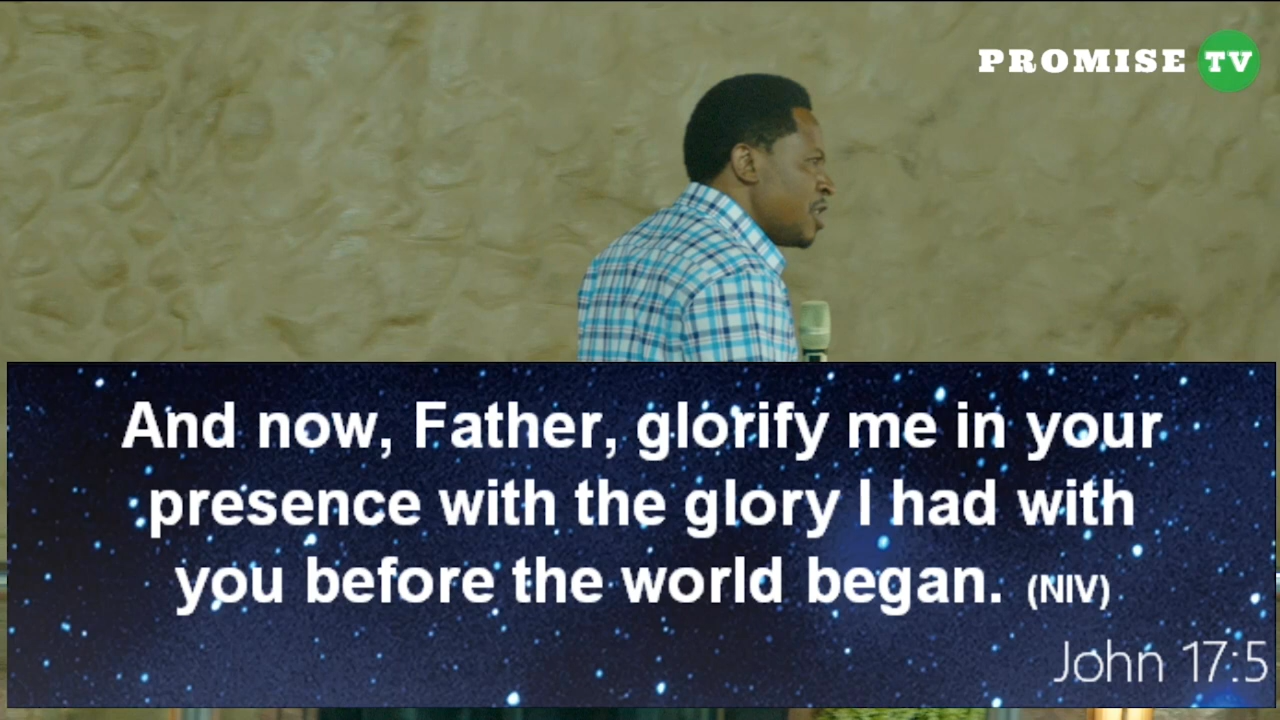 PROMISE TV
And now, Father, glorify me in your
presence with the glory I had with
you before the world began. (NIV)
John 17:5